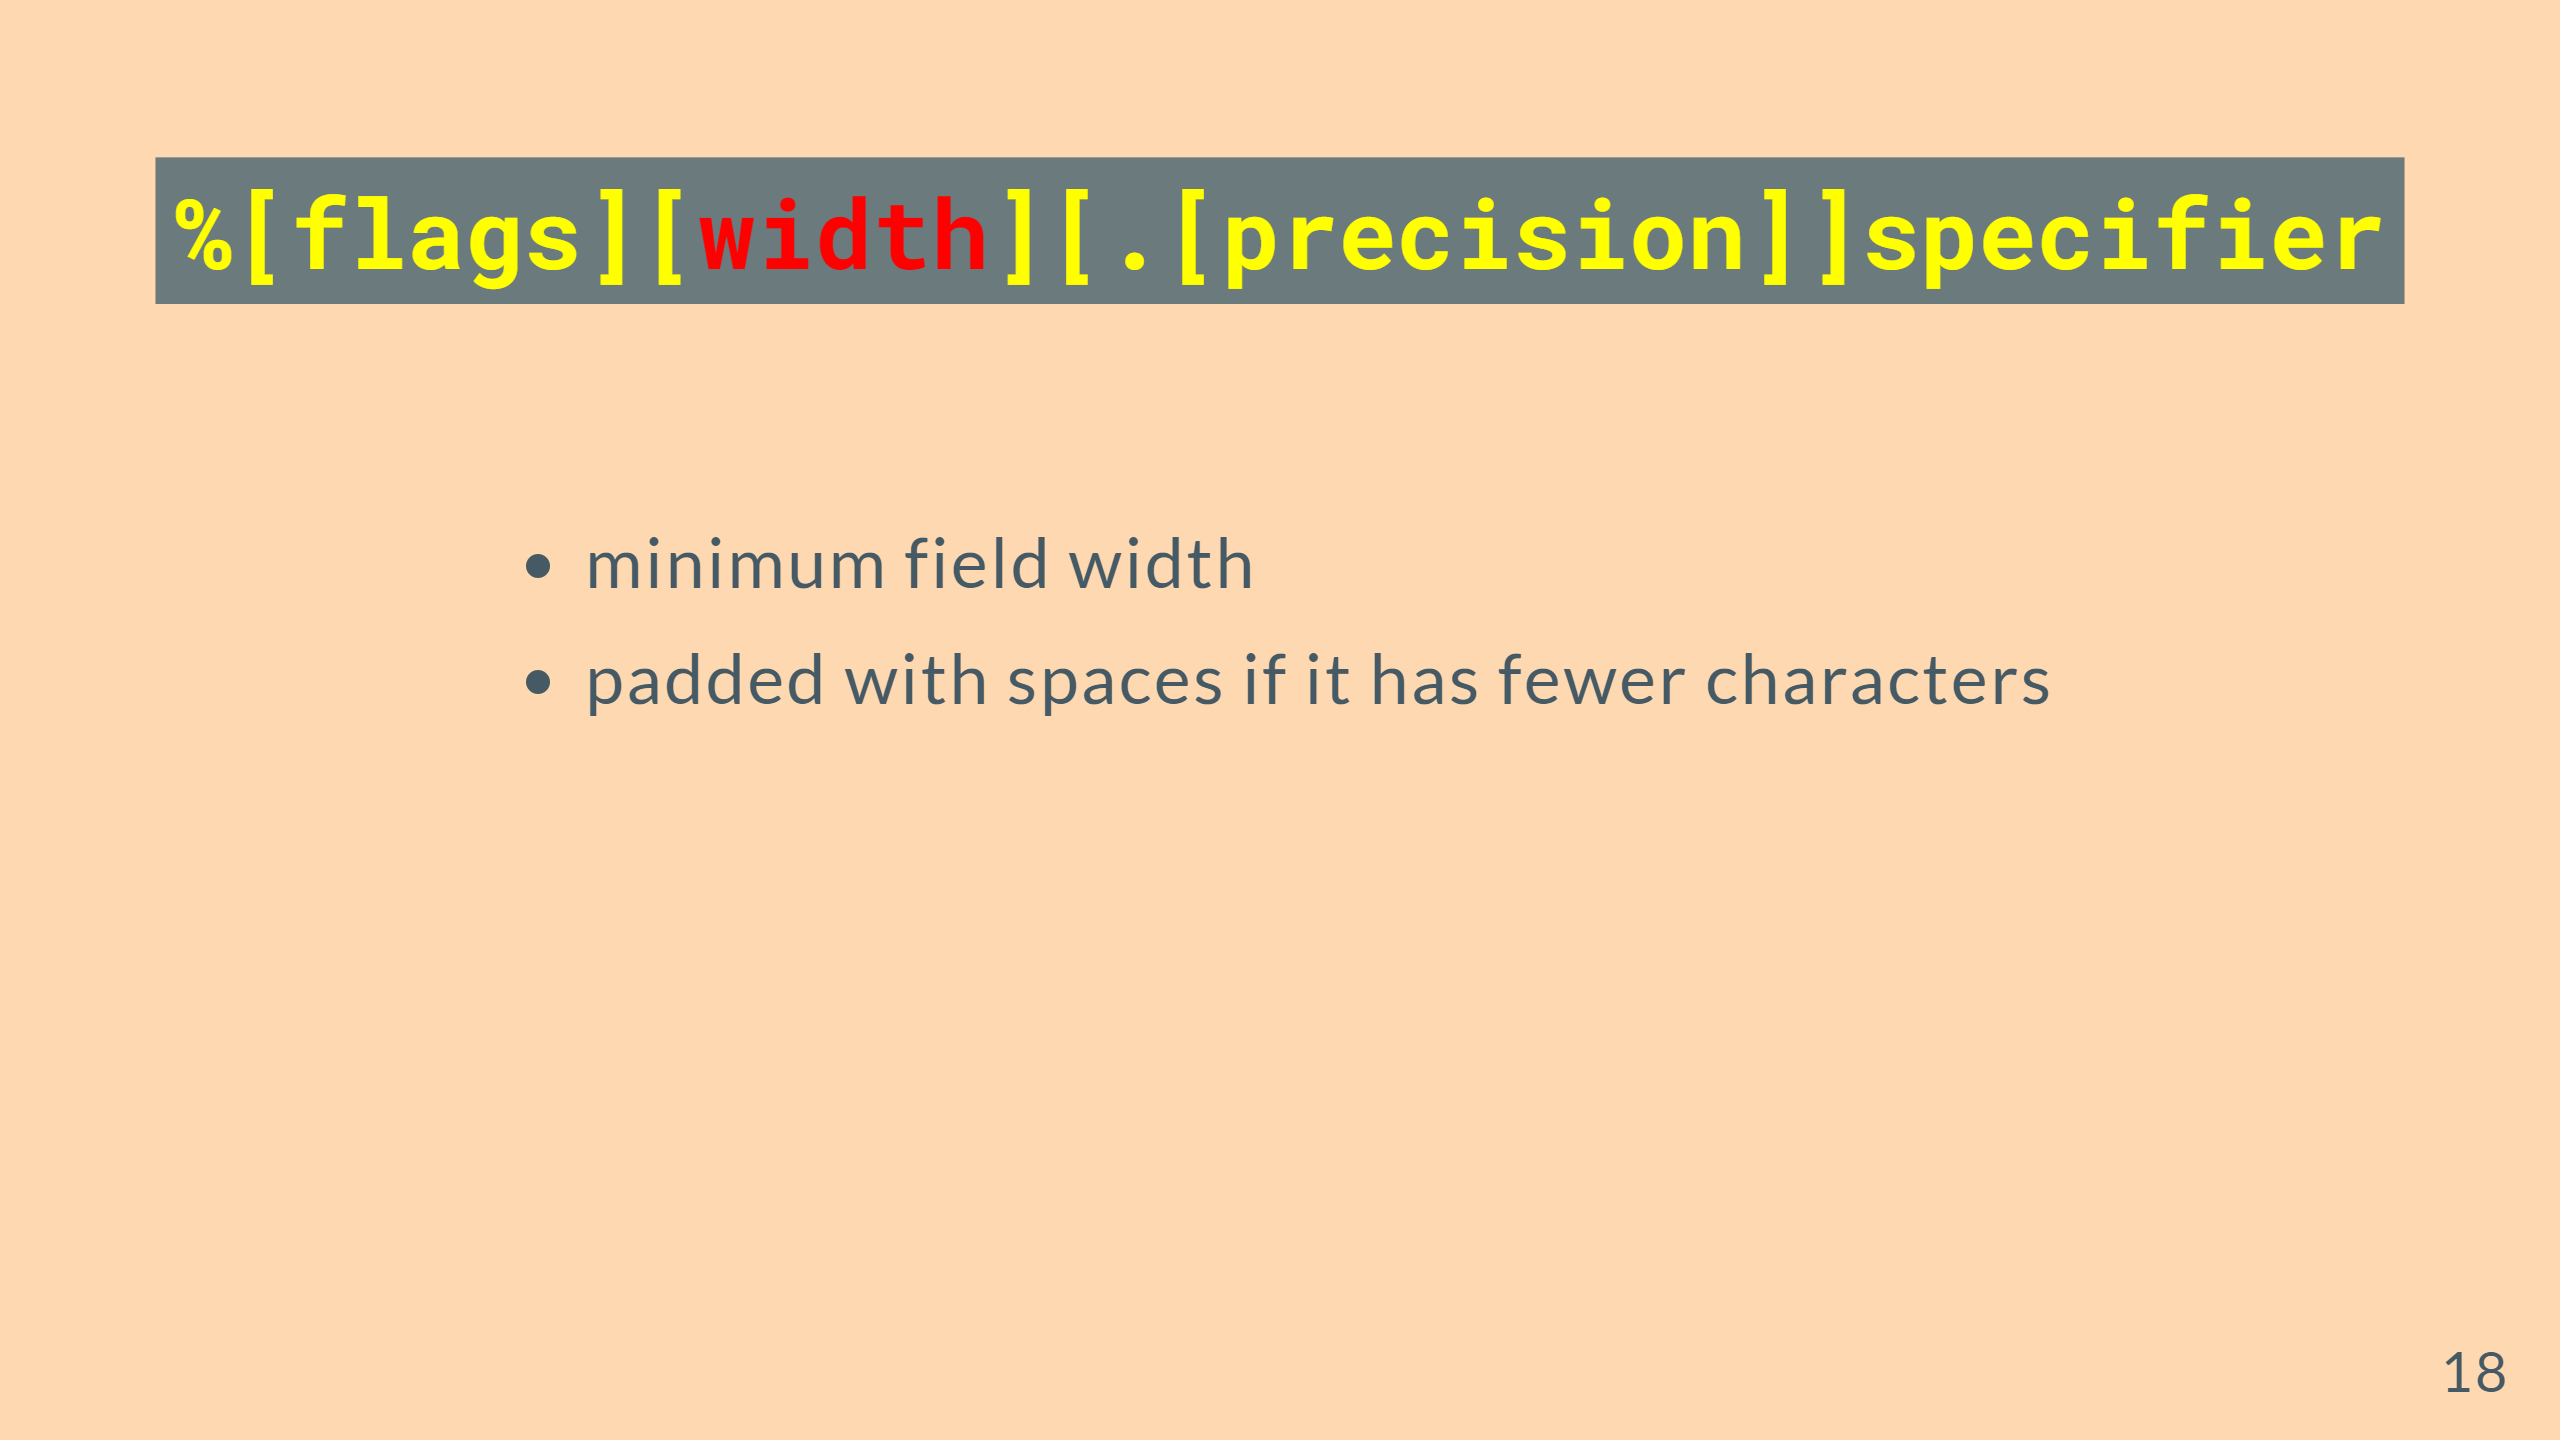 %[flags][width][.[precision]]specifier
• minimum field width
• padded with spaces if it has fewer characters
18